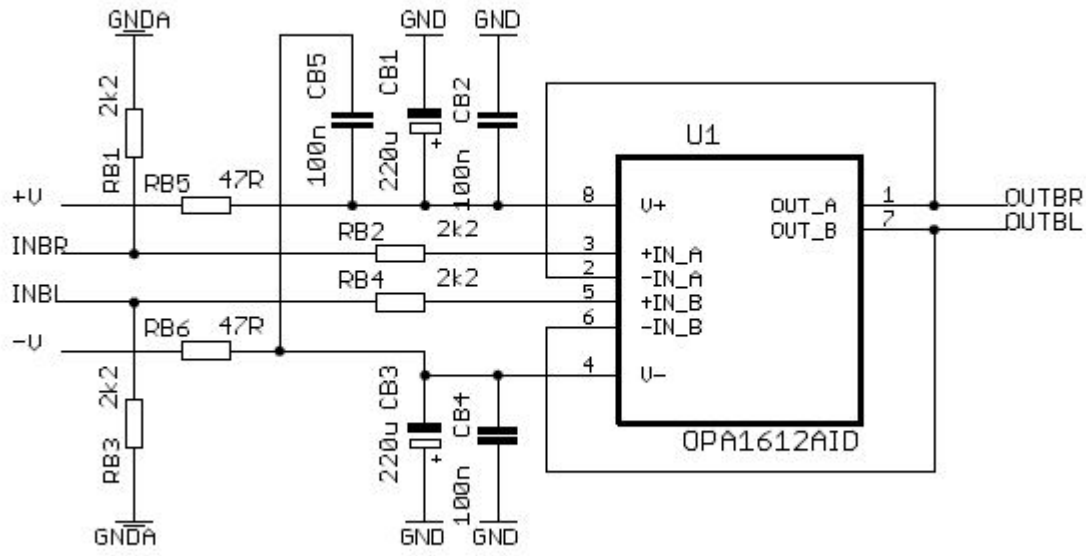 GNDA
GND
GND
2k2
RB1
CB5
100n
CB1
220u
+
CB2
100n
U1
+V
RB5
47R
8
V+
OUT_A
1
OUTBR
INBR
RB2
2k2
3
+IN_A
OUT_B
7
OUTBL
2
-IN_A
INBL
RB4
2k2
5
+IN_B
6
-IN_B
-V
RB6
47R
4
V-
2k2
RB3
CB3
220u
+
CB4
100n
OPA1612AID
GNDA
GND
GND